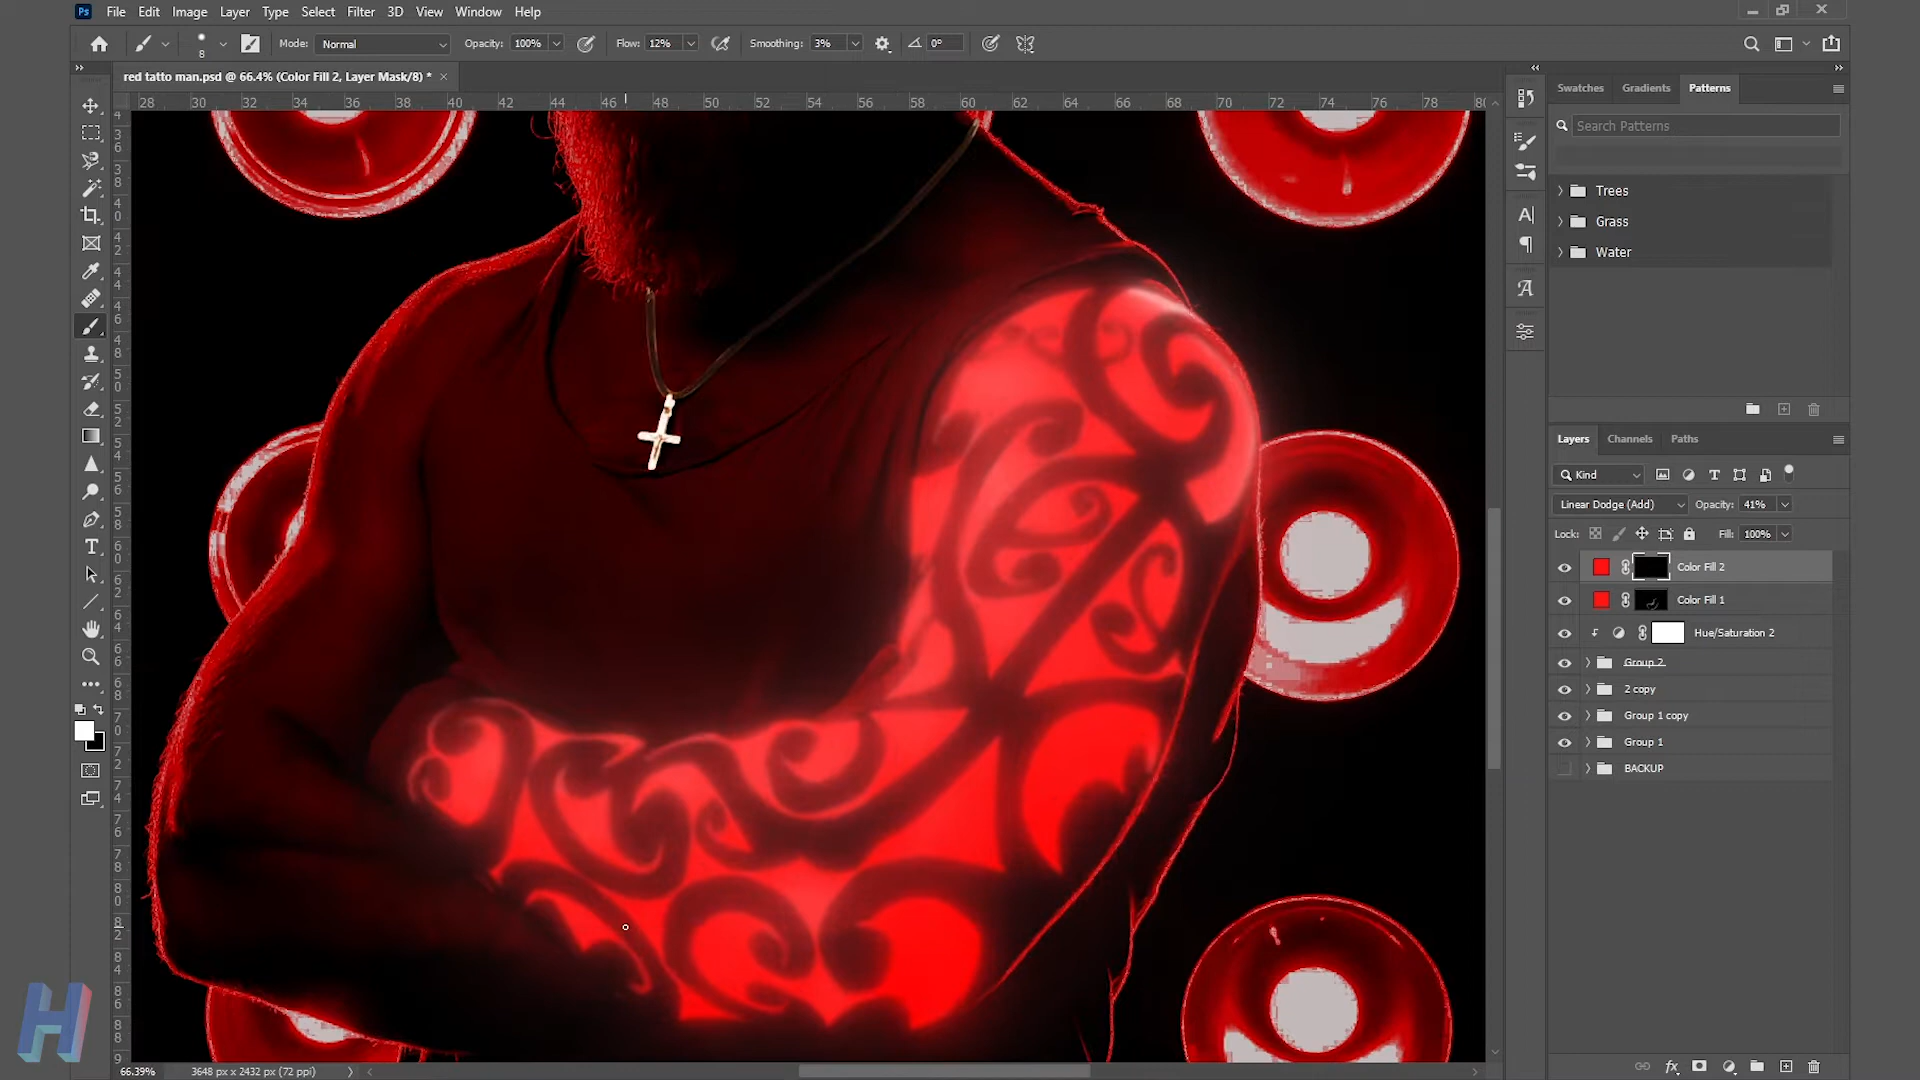 Ps File Edit Image Layer Type Select Filter 3D View Window Help
8 Mode: Normal Opacity: 100% Flow: 12% Smoothing: 3% 0°
red tatto man.psd @ 66.4% (Color Fill 2, Layer Mask/8) *
28 30 32 34 36 38 40 42 44 46 48 50 52 54 56 58 60 62 64 66 68 70 72 74 76 78
Swatches Gradients Patterns
Search Patterns
Trees
Grass
Water
Layers Channels Paths
Kind
Linear Dodge (Add) Opacity: 41%
Lock: Fill: 100%
Color Fill 2
Color Fill 1
Hue/Saturation 2
Group 2
2 copy
Group 1 copy
Group 1
BACKUP
fx
H
66.39% 3648 px x 2432 px (72 ppi)